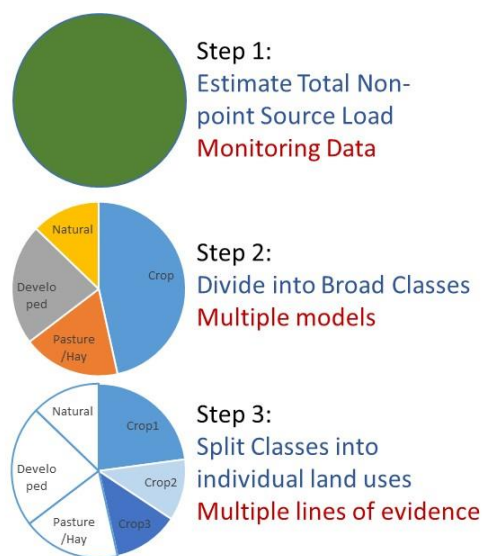 Step 1:
Estimate Total Non-
point Source Load
Monitoring Data
Natural
Crop
Develo
ped
Pasture
/Hay
Step 2:
Divide into Broad Classes
Multiple models
Natural
Crop1
Develo
ped
Crop2
Pasture
/Hay
Crop3
Step 3:
Split Classes into
individual land uses
Multiple lines of evidence